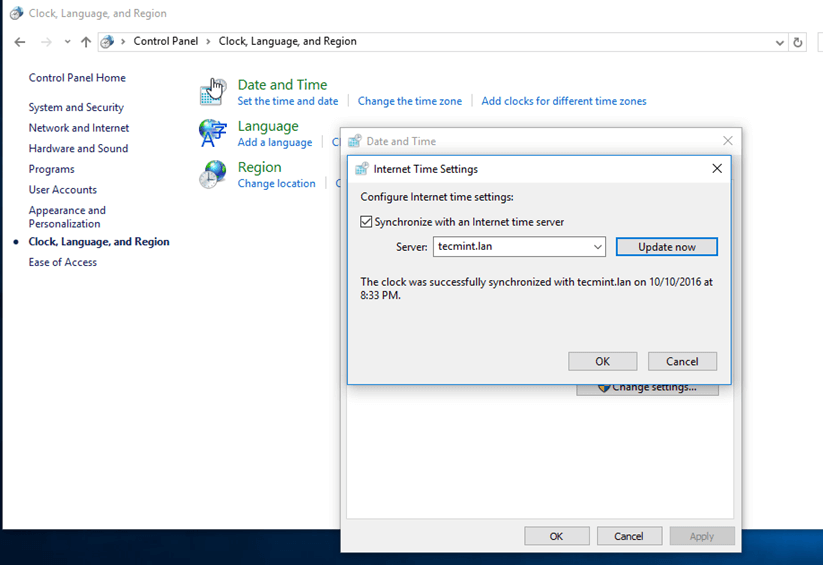 Clock, Language, and Region
Control Panel > Clock, Language, and Region
Control Panel Home
System and Security
Network and Internet
Hardware and Sound
Programs
User Accounts
Appearance and
Personalization
Clock, Language, and Region
Ease of Access
Date and Time
Set the time and date Change the time zone Add clocks for different time zones
Language
Add a language
Region
Change location
Date and Time
Internet Time Settings
Configure Internet time settings:
Synchronize with an Internet time server
Server: tecmint.lan Update now
The clock was successfully synchronized with tecmint.lan on 10/10/2016 at
8:33 PM.
OK Cancel
Change settings...
OK Cancel Apply